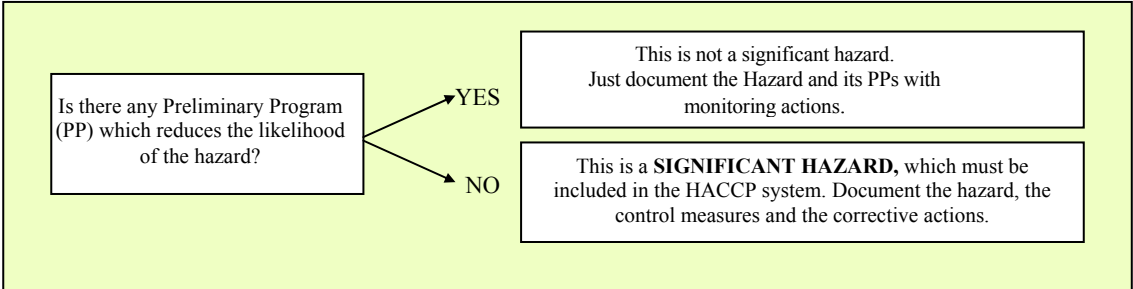 Is there any Preliminary Program
(PP) which reduces the likelihood
of the hazard?
YES
This is not a significant hazard.
Just document the Hazard and its PPs with
monitoring actions.
NO
This is a SIGNIFICANT HAZARD, which must be
included in the HACCP system. Document the hazard, the
control measures and the corrective actions.